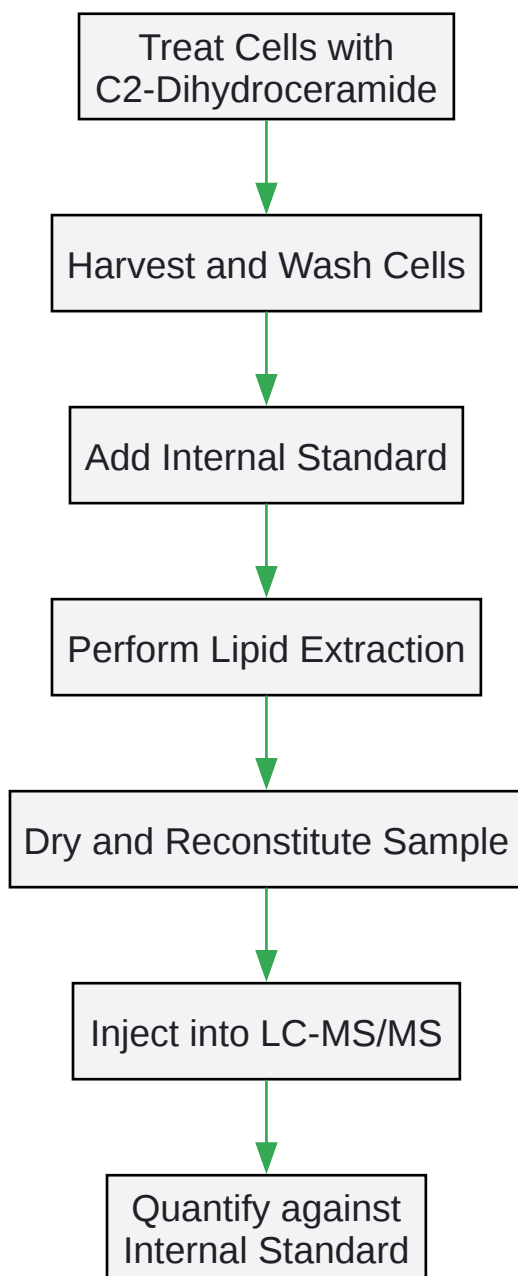 Treat Cells with
C2-Dihydroceramide
Harvest and Wash Cells
Add Internal Standard
Perform Lipid Extraction
Dry and Reconstitute Sample
Inject into LC-MS/MS
Quantify against
Internal Standard